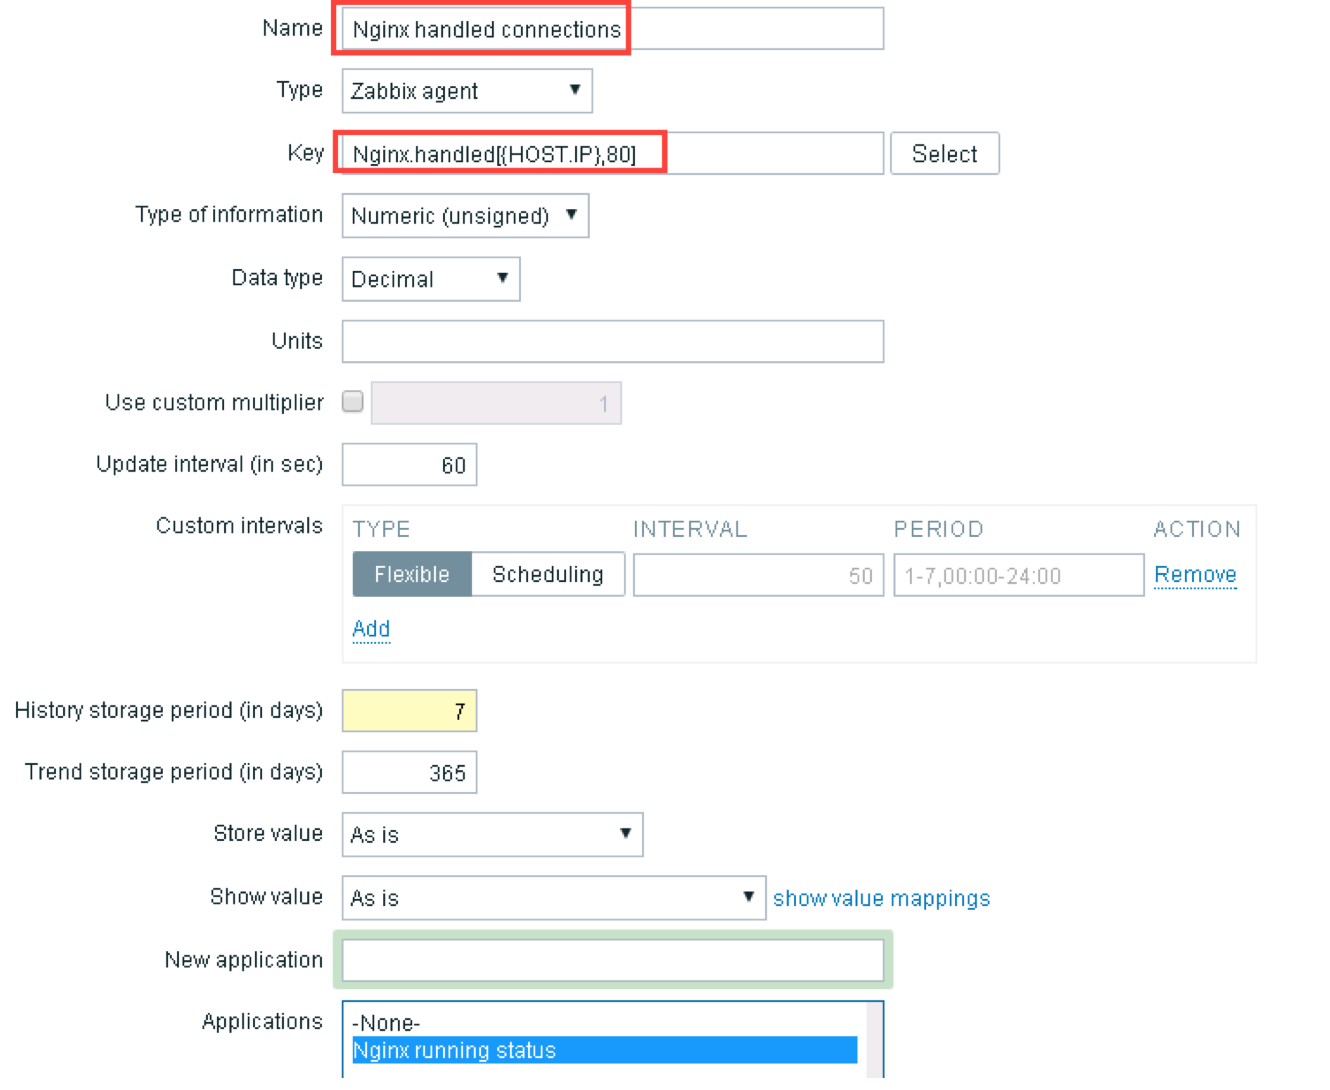 Name Nginx handled connections
Type Zabbix agent
Key Nginx.handled[{HOST.IP},80] Select
Type of information Numeric (unsigned)
Data type Decimal
Units
Use custom multiplier 1
Update interval (in sec) 60
Custom intervals TYPE INTERVAL PERIOD ACTION
Flexible Scheduling 50 1-7,00:00-24:00 Remove
Add
History storage period (in days) 7
Trend storage period (in days) 365
Store value As is
Show value As is show value mappings
New application
Applications -None-
Nginx running status